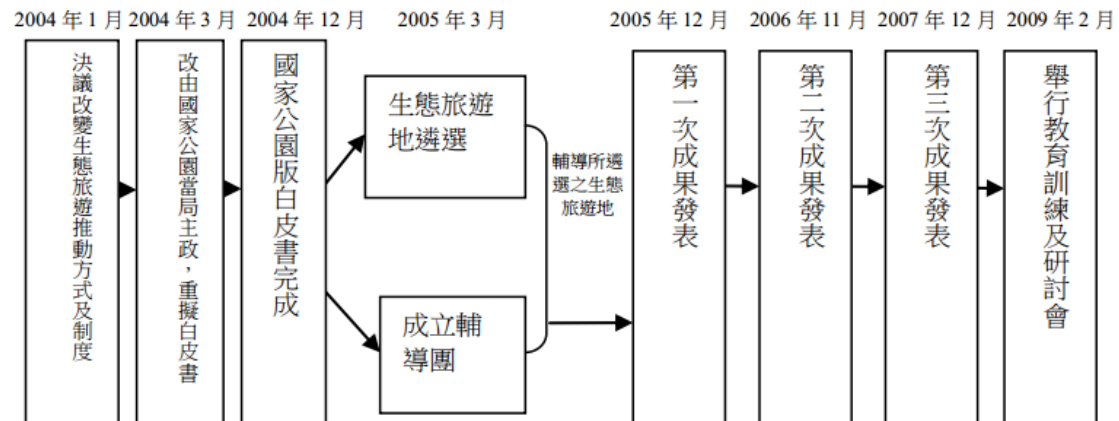 2004 年 1 月
2004 年 3 月
2004 年 12 月
2005 年 3 月
2005 年 12 月
2006 年 11 月
2007 年 12 月
2009 年 2 月
決議改變生態旅遊推動方式及制度
改由國家公園當局主政，重擬白皮書
國家公園版白皮書完成
生態旅遊
地遴選
成立輔
導團
輔導所遴
選之生態
旅遊地
第一次成果發表
第二次成果發表
第三次成果發表
舉行教育訓練及研討會